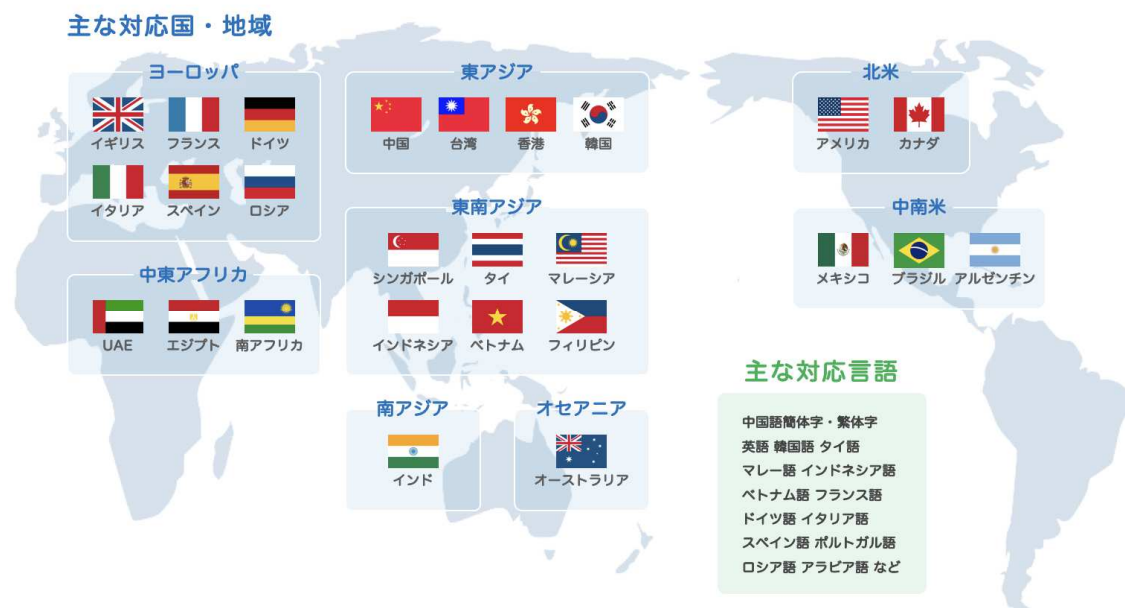 主な対応国・地域
ヨーロッパ
イギリス フランス ドイツ
イタリア スペイン ロシア
東アジア
中国 台湾 香港 韓国
北米
アメリカ カナダ
東南アジア
シンガポール タイ マレーシア
インドネシア ベトナム フィリピン
中南米
メキシコ ブラジル アルゼンチン
中東アフリカ
UAE エジプト 南アフリカ
南アジア
インド
オセアニア
オーストラリア
主な対応言語
中国語簡体字・繁体字
英語 韓国語 タイ語
マレー語 インドネシア語
ベトナム語 フランス語
ドイツ語 イタリア語
スペイン語 ポルトガル語
ロシア語 アラビア語 など